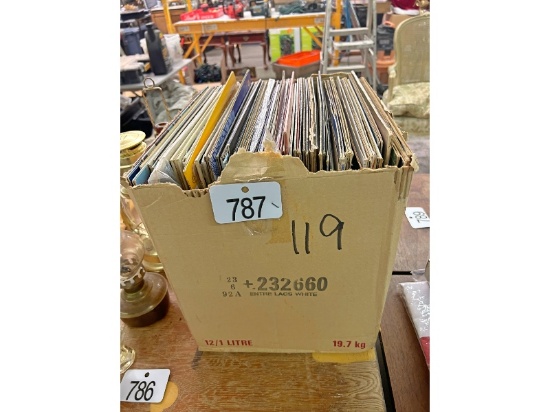 787
119
23
6
92A
+.232660
ENTRE LACS WHITE
12/1 LITRE
19.7 kg
786